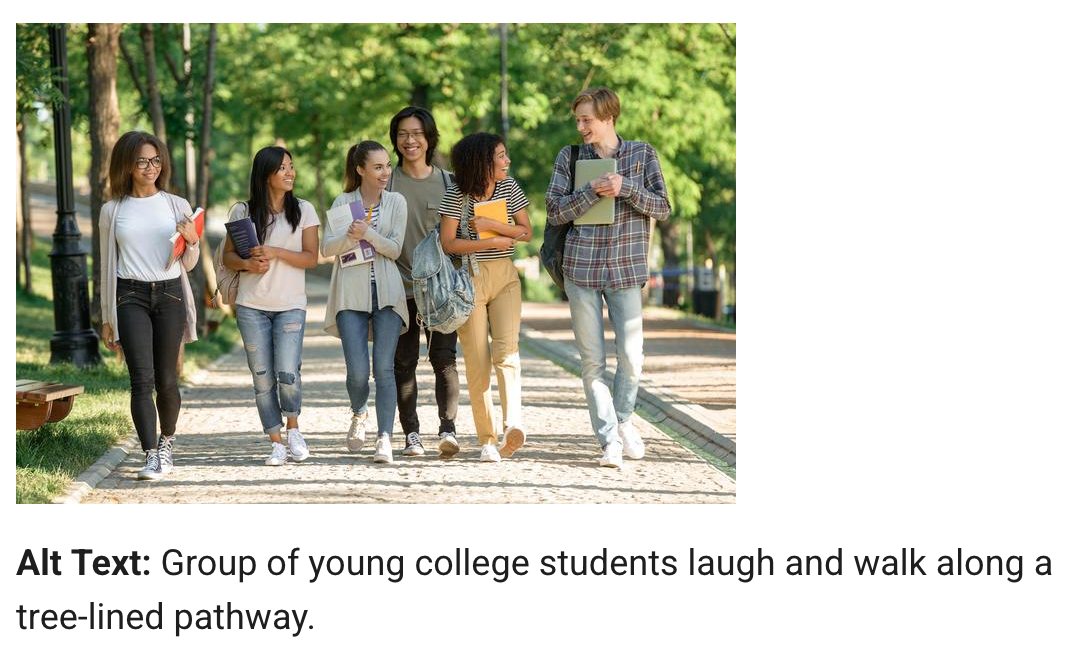 Alt Text: Group of young college students laugh and walk along a
tree-lined pathway.